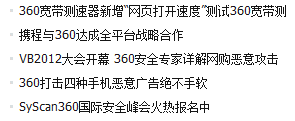 360宽带测速器新增"网页打开速度"测试360宽带测
携程与360达成全平台战略合作
VB2012大会开幕 360安全专家详解网购恶意攻击
360打击四种手机恶意广告绝不手软
SyScan360国际安全峰会火热报名中